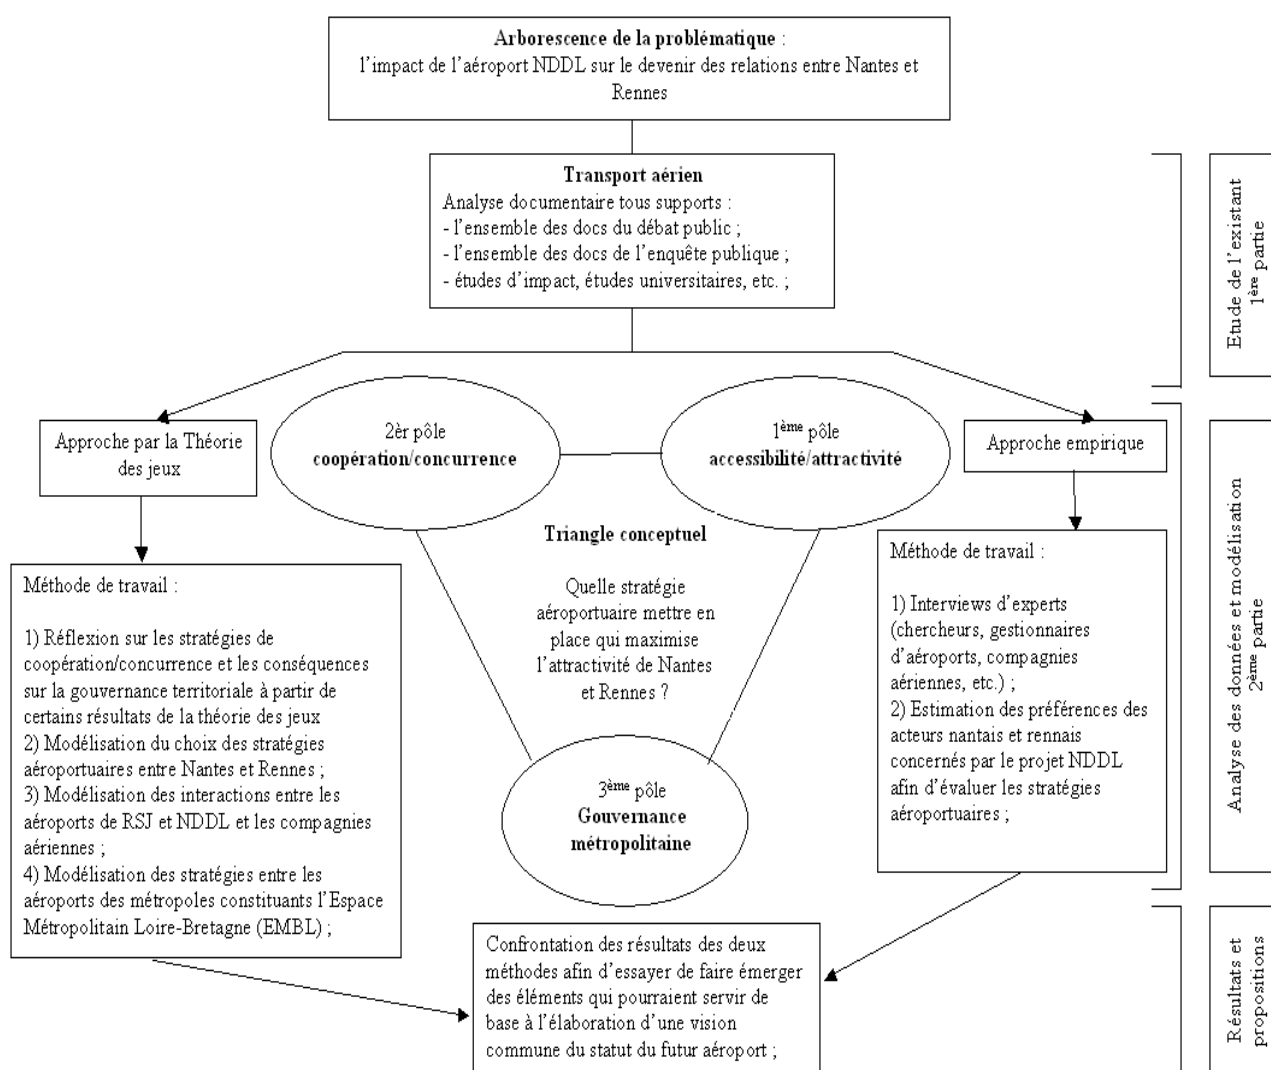 Arborescence de la problématique :
l'impact de l'aéroport NDDL sur le devenir des relations entre Nantes et
Rennes
Transport aérien
Analyse documentaire tous supports :
- l'ensemble des docs du débat public ;
- l'ensemble des docs de l'enquête publique ;
- études d'impact, études universitaires, etc. ;
Etude de l'existant
1ère partie
Approche par la Théorie
des jeux
2èr pôle
coopération/concurrence
1ème pôle
accessibilité/attractivité
Approche empirique
Triangle conceptuel
Quelle stratégie
aéroportuaire mettre en
place qui maximise
l'attractivité de Nantes
et Rennes ?
Méthode de travail :
1) Réflexion sur les stratégies de
coopération/concurrence et les conséquences
sur la gouvernance territoriale à partir de
certains résultats de la théorie des jeux
2) Modélisation du choix des stratégies
aéroportuaires entre Nantes et Rennes ;
3) Modélisation des interactions entre les
aéroports de RSJ et NDDL et les compagnies
aériennes ;
4) Modélisation des stratégies entre les
aéroports des métropoles constituants l'Espace
Métropolitain Loire-Bretagne (EMBL) ;
3ème pôle
Gouvernance
métropolitaine
Méthode de travail :
1) Interviews d'experts
(chercheurs, gestionnaires
d'aéroports, compagnies
aériennes, etc.) ;
2) Estimation des préférences des
acteurs nantais et rennais
concernés par le projet NDDL
afin d'évaluer les stratégies
aéroportuaires ;
Analyse des données et modélisation
2ème partie
Confrontation des résultats des deux
méthodes afin d'essayer de faire émerger
des éléments qui pourraient servir de
base à l'élaboration d'une vision
commune du statut du futur aéroport ;
Résultats et
propositions